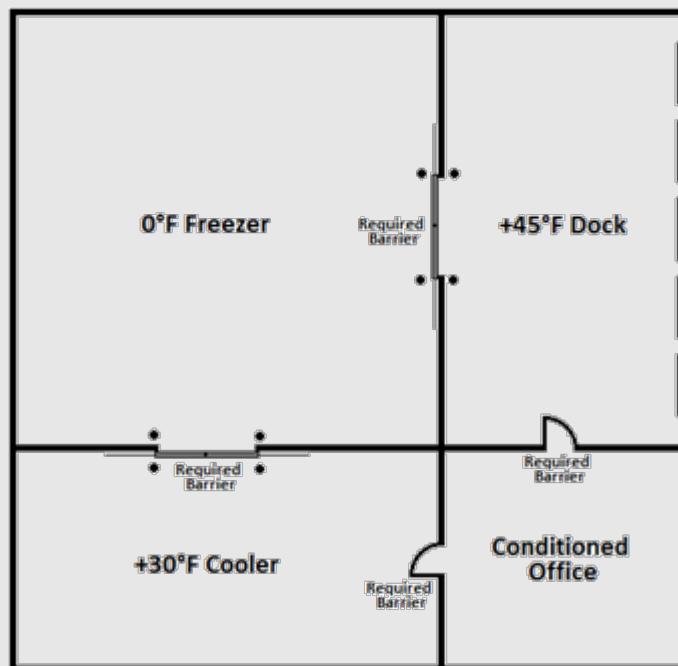 0°F Freezer
Required
Barrier
+45°F Dock
Required
Barrier
Required
Barrier
+30°F Cooler
Required
Barrier
Conditioned
Office